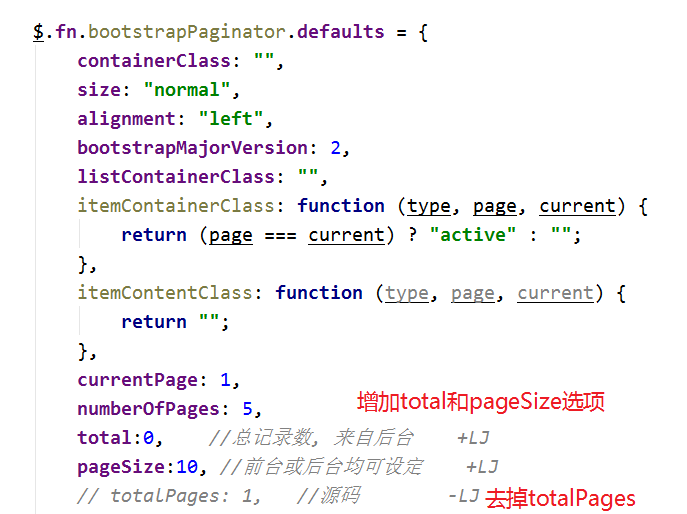 $.fn.bootstrapPaginator.defaults = {
containerClass: "",
size: "normal",
alignment: "left",
bootstrapMajorVersion: 2,
listContainerClass: "",
itemContainerClass: function (type, page, current) {
return (page === current) ? "active" : "";
},
itemContentClass: function (type, page, current) {
return "";
},
currentPage: 1,
numberOfPages: 5,
增加total和pageSize选项
total:0, //总记录数, 来自后台 +LJ
pageSize:10, //前台或后台均可设定 +LJ
// totalPages: 1, //源码 -LJ 去掉totalPages